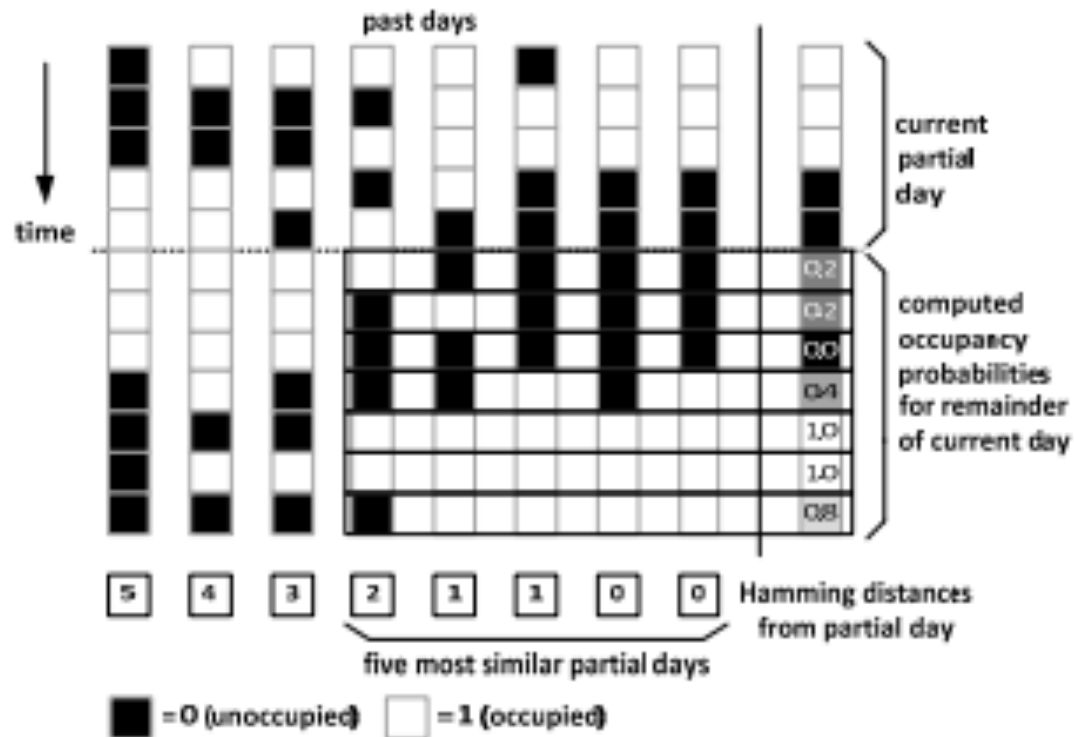 past days
current
partial
day
time
0,2
0,2
0,0
0,4
1,0
1,0
0,8
computed
occupancy
probabilities
for remainder
of current day
5 4 3 2 1 1 0 0
Hamming distances
from partial day
five most similar partial days
= 0 (unoccupied) = 1 (occupied)